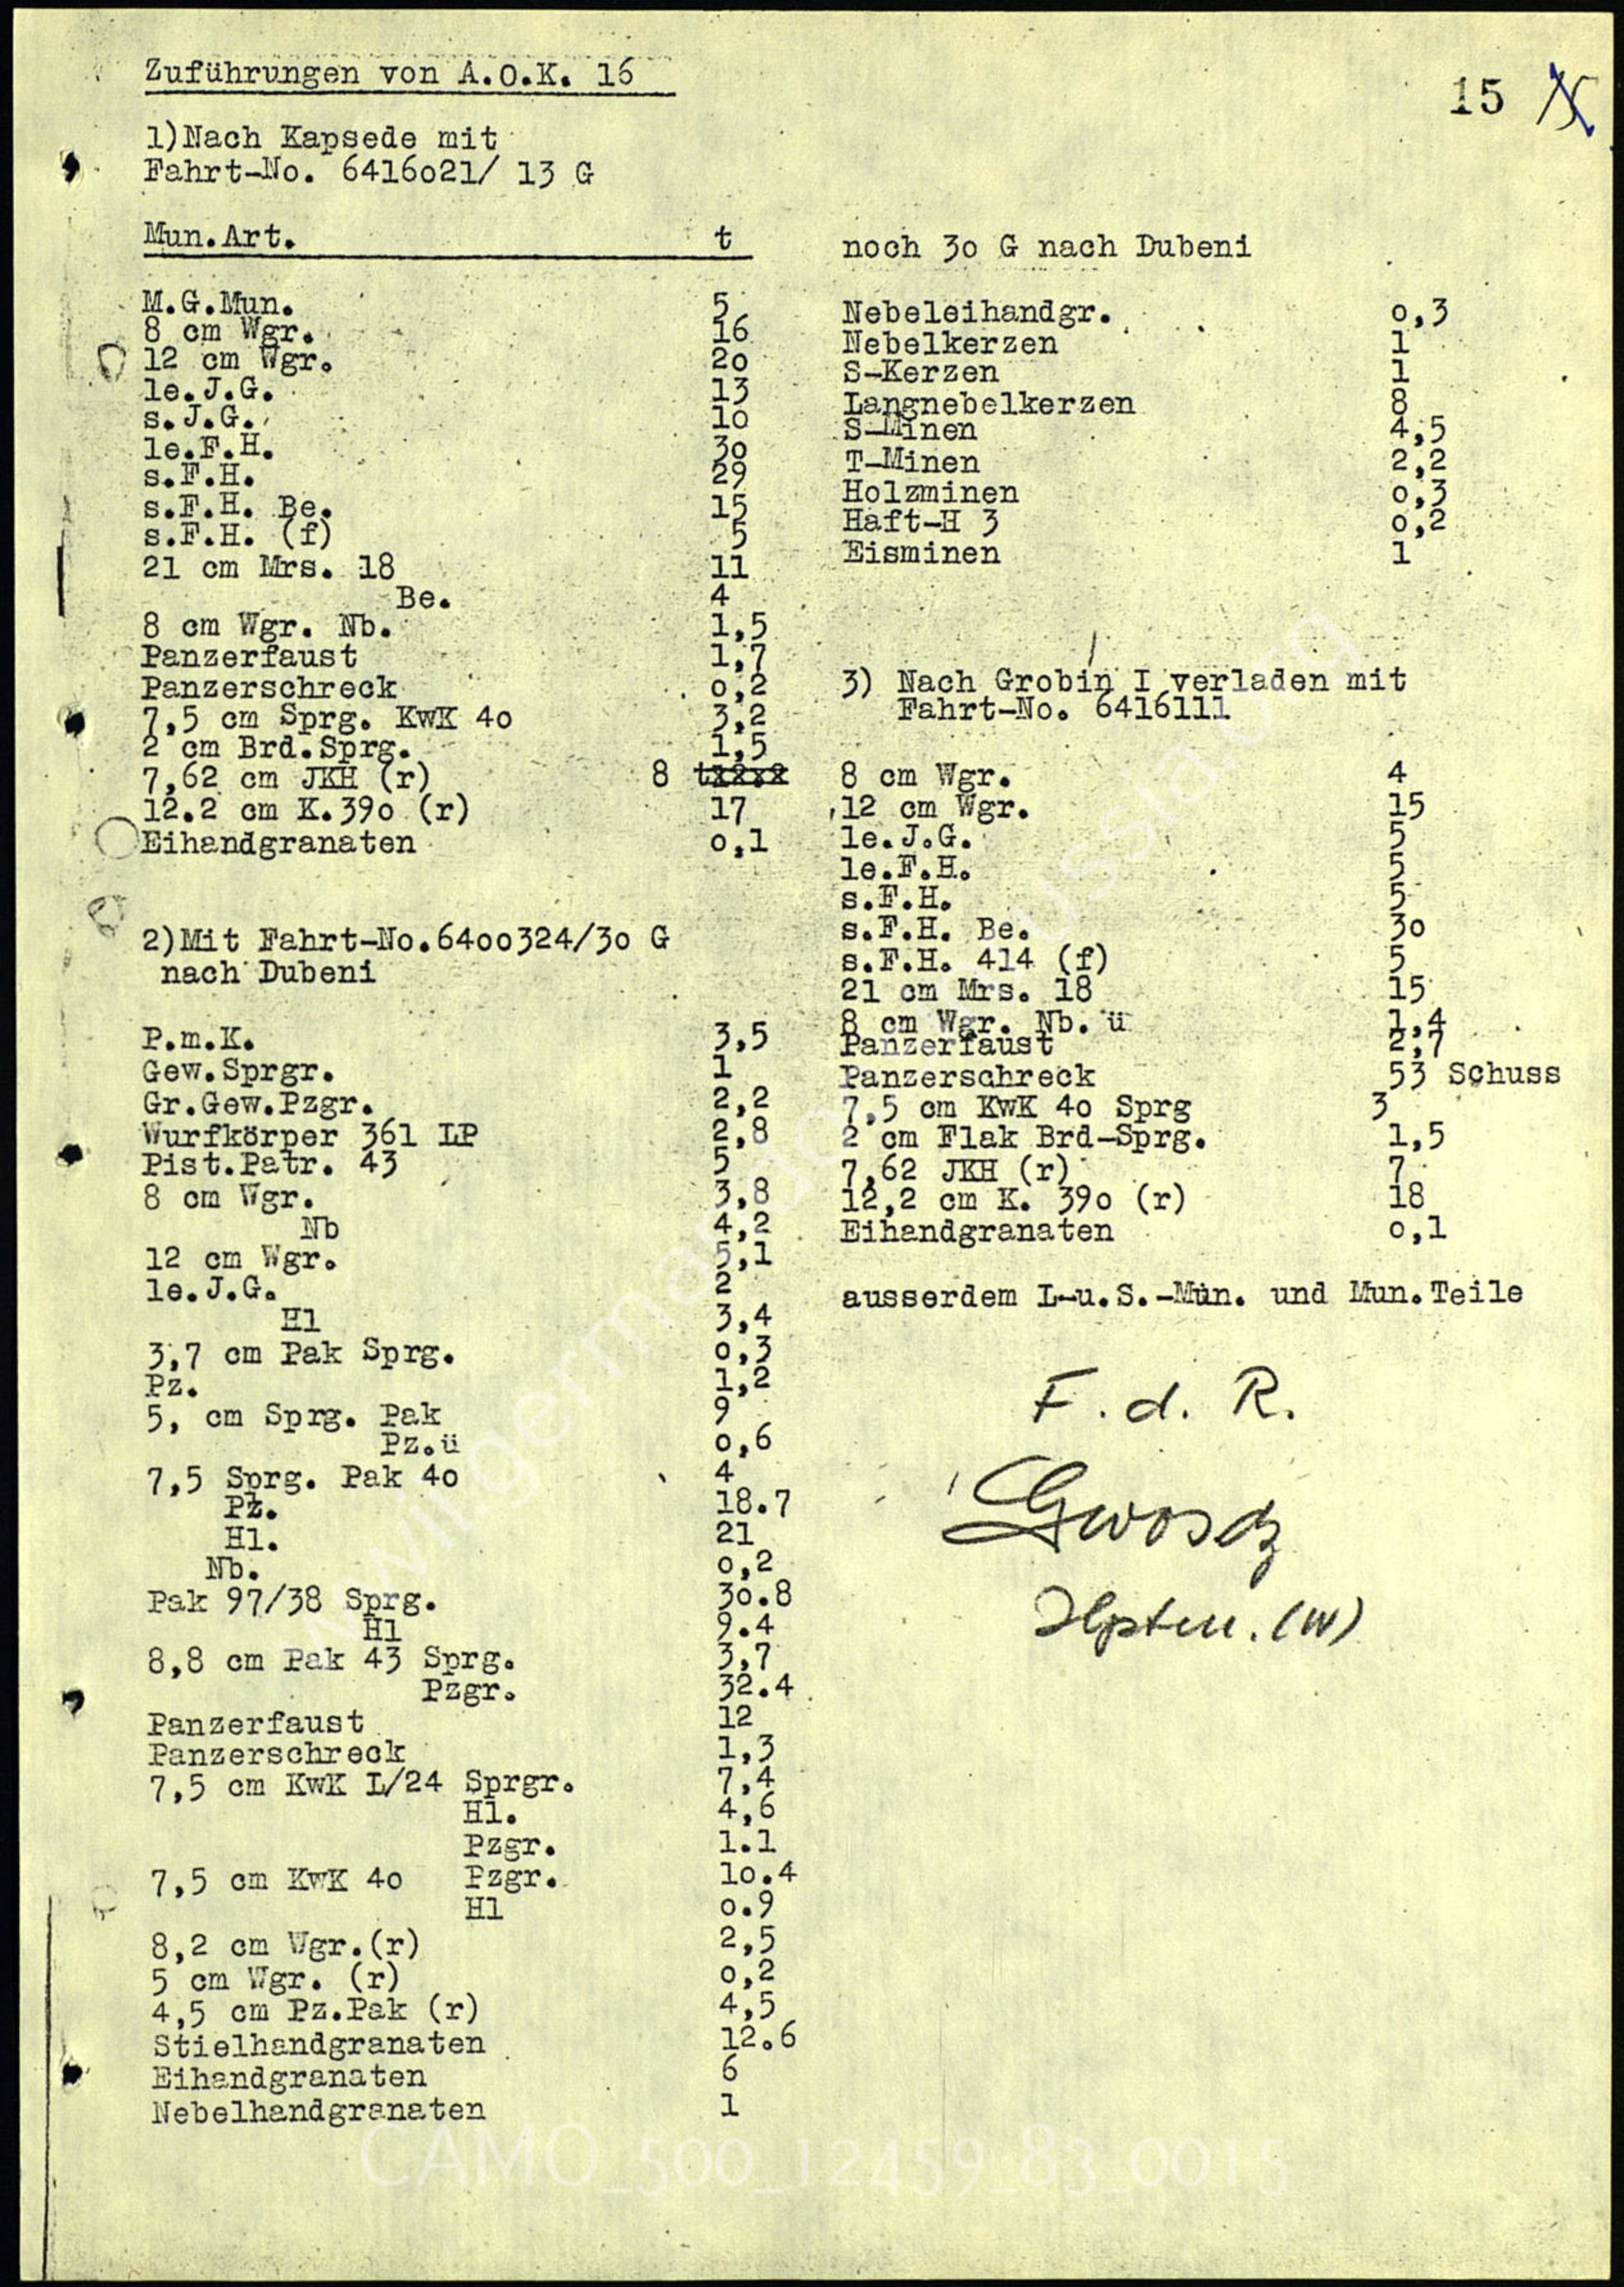 Zuführungen von A.O.K. 16
15
1)Nach Kapsede mit
Fahrt-No. 6416o21/ 13 G
Mun.Art. t
M.G.Mun. 5
8 cm Wgr. 16
12 cm Wgr. 2o
le.J.G. 13
s.J.G. 1o
le.F.H. 3o
s.F.H. 29
s.F.H. Be. 15
s.F.H. (f) 5
21 cm Mrs. 18 11
Be. 4
8 cm Wgr. Nb. 1,5
Panzerfaust 1,7
Panzerschreck o,2
7,5 cm Sprg. KwK 4o 3,2
2 cm Brd.Sprg. 1,5
7,62 cm JKH (r) 8
12.2 cm K.39o (r) 17
Eihandgranaten o,1
2)Mit Fahrt-No.64oo324/3o G
nach Dubeni
P.m.K. 3,5
Gew.Sprgr. 1
Gr.Gew.Pzgr. 2,2
Wurfkörper 361 LP 2,8
Pist.Patr. 43 5
8 cm Wgr. 3,8
Nb 4,2
12 cm Wgr. 5,1
le.J.G. 2
Hl 3,4
3,7 cm Pak Sprg. o,3
Pz. 1,2
5, cm Sprg. Pak 9
Pz.ü o,6
7,5 Sprg. Pak 4o 4
Pz. 18.7
Hl. 21
Nb. o,2
Pak 97/38 Sprg. 3o.8
Hl 9.4
8,8 cm Pak 43 Sprg. 3,7
Pzgr. 32.4
Panzerfaust 12
Panzerschreck 1,3
7,5 cm KwK L/24 Sprgr. 7,4
Hl. 4,6
Pzgr. 1.1
7,5 cm KwK 4o Pzgr. 1o.4
Hl o.9
8,2 cm Wgr.(r) 2,5
5 cm Wgr. (r) o,2
4,5 cm Pz.Pak (r) 4,5
Stielhandgranaten 12.6
Eihandgranaten 6
Nebelhandgranaten 1
noch 3o G nach Dubeni
Nebeleihandgr. o,3
Nebelkerzen 1
S-Kerzen 1
Langnebelkerzen 8
S-Minen 4,5
T-Minen 2,2
Holzminen o,3
Haft-H 3 o,2
Eisminen 1
3) Nach Grobin I verladen mit
Fahrt-No. 6416111
8 cm Wgr. 4
12 cm Wgr. 15
le.J.G. 5
le.F.H. 5
s.F.H. 5
s.F.H. Be. 3o
s.F.H. 414 (f) 5
21 cm Mrs. 18 15
8 cm Wgr. Nb. ü 1,4
Panzerfaust 2,7
Panzerschreck 53 Schuss
7,5 cm KwK 4o Sprg 3
2 cm Flak Brd-Sprg. 1,5
7,62 JKH (r) 7
12,2 cm K. 39o (r) 18
Eihandgranaten o,1
ausserdem L-u.S.-Mun. und Mun.Teile
F. d. R.
Gwosdz
Hptm. (W)
CAMO_500_12459_83_0015